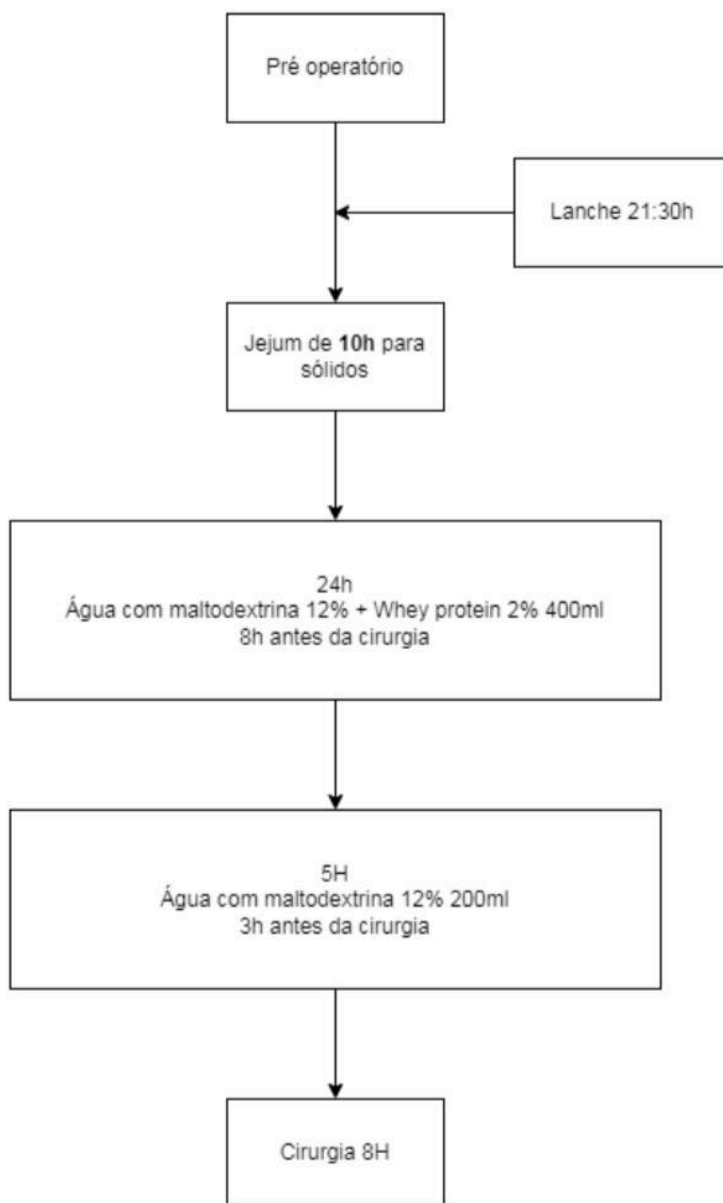 Pré operatório
Lanche 21:30h
Jejum de 10h para
sólidos
24h
Água com maltodextrina 12% + Whey protein 2% 400ml
8h antes da cirurgia
5H
Água com maltodextrina 12% 200ml
3h antes da cirurgia
Cirurgia 8H